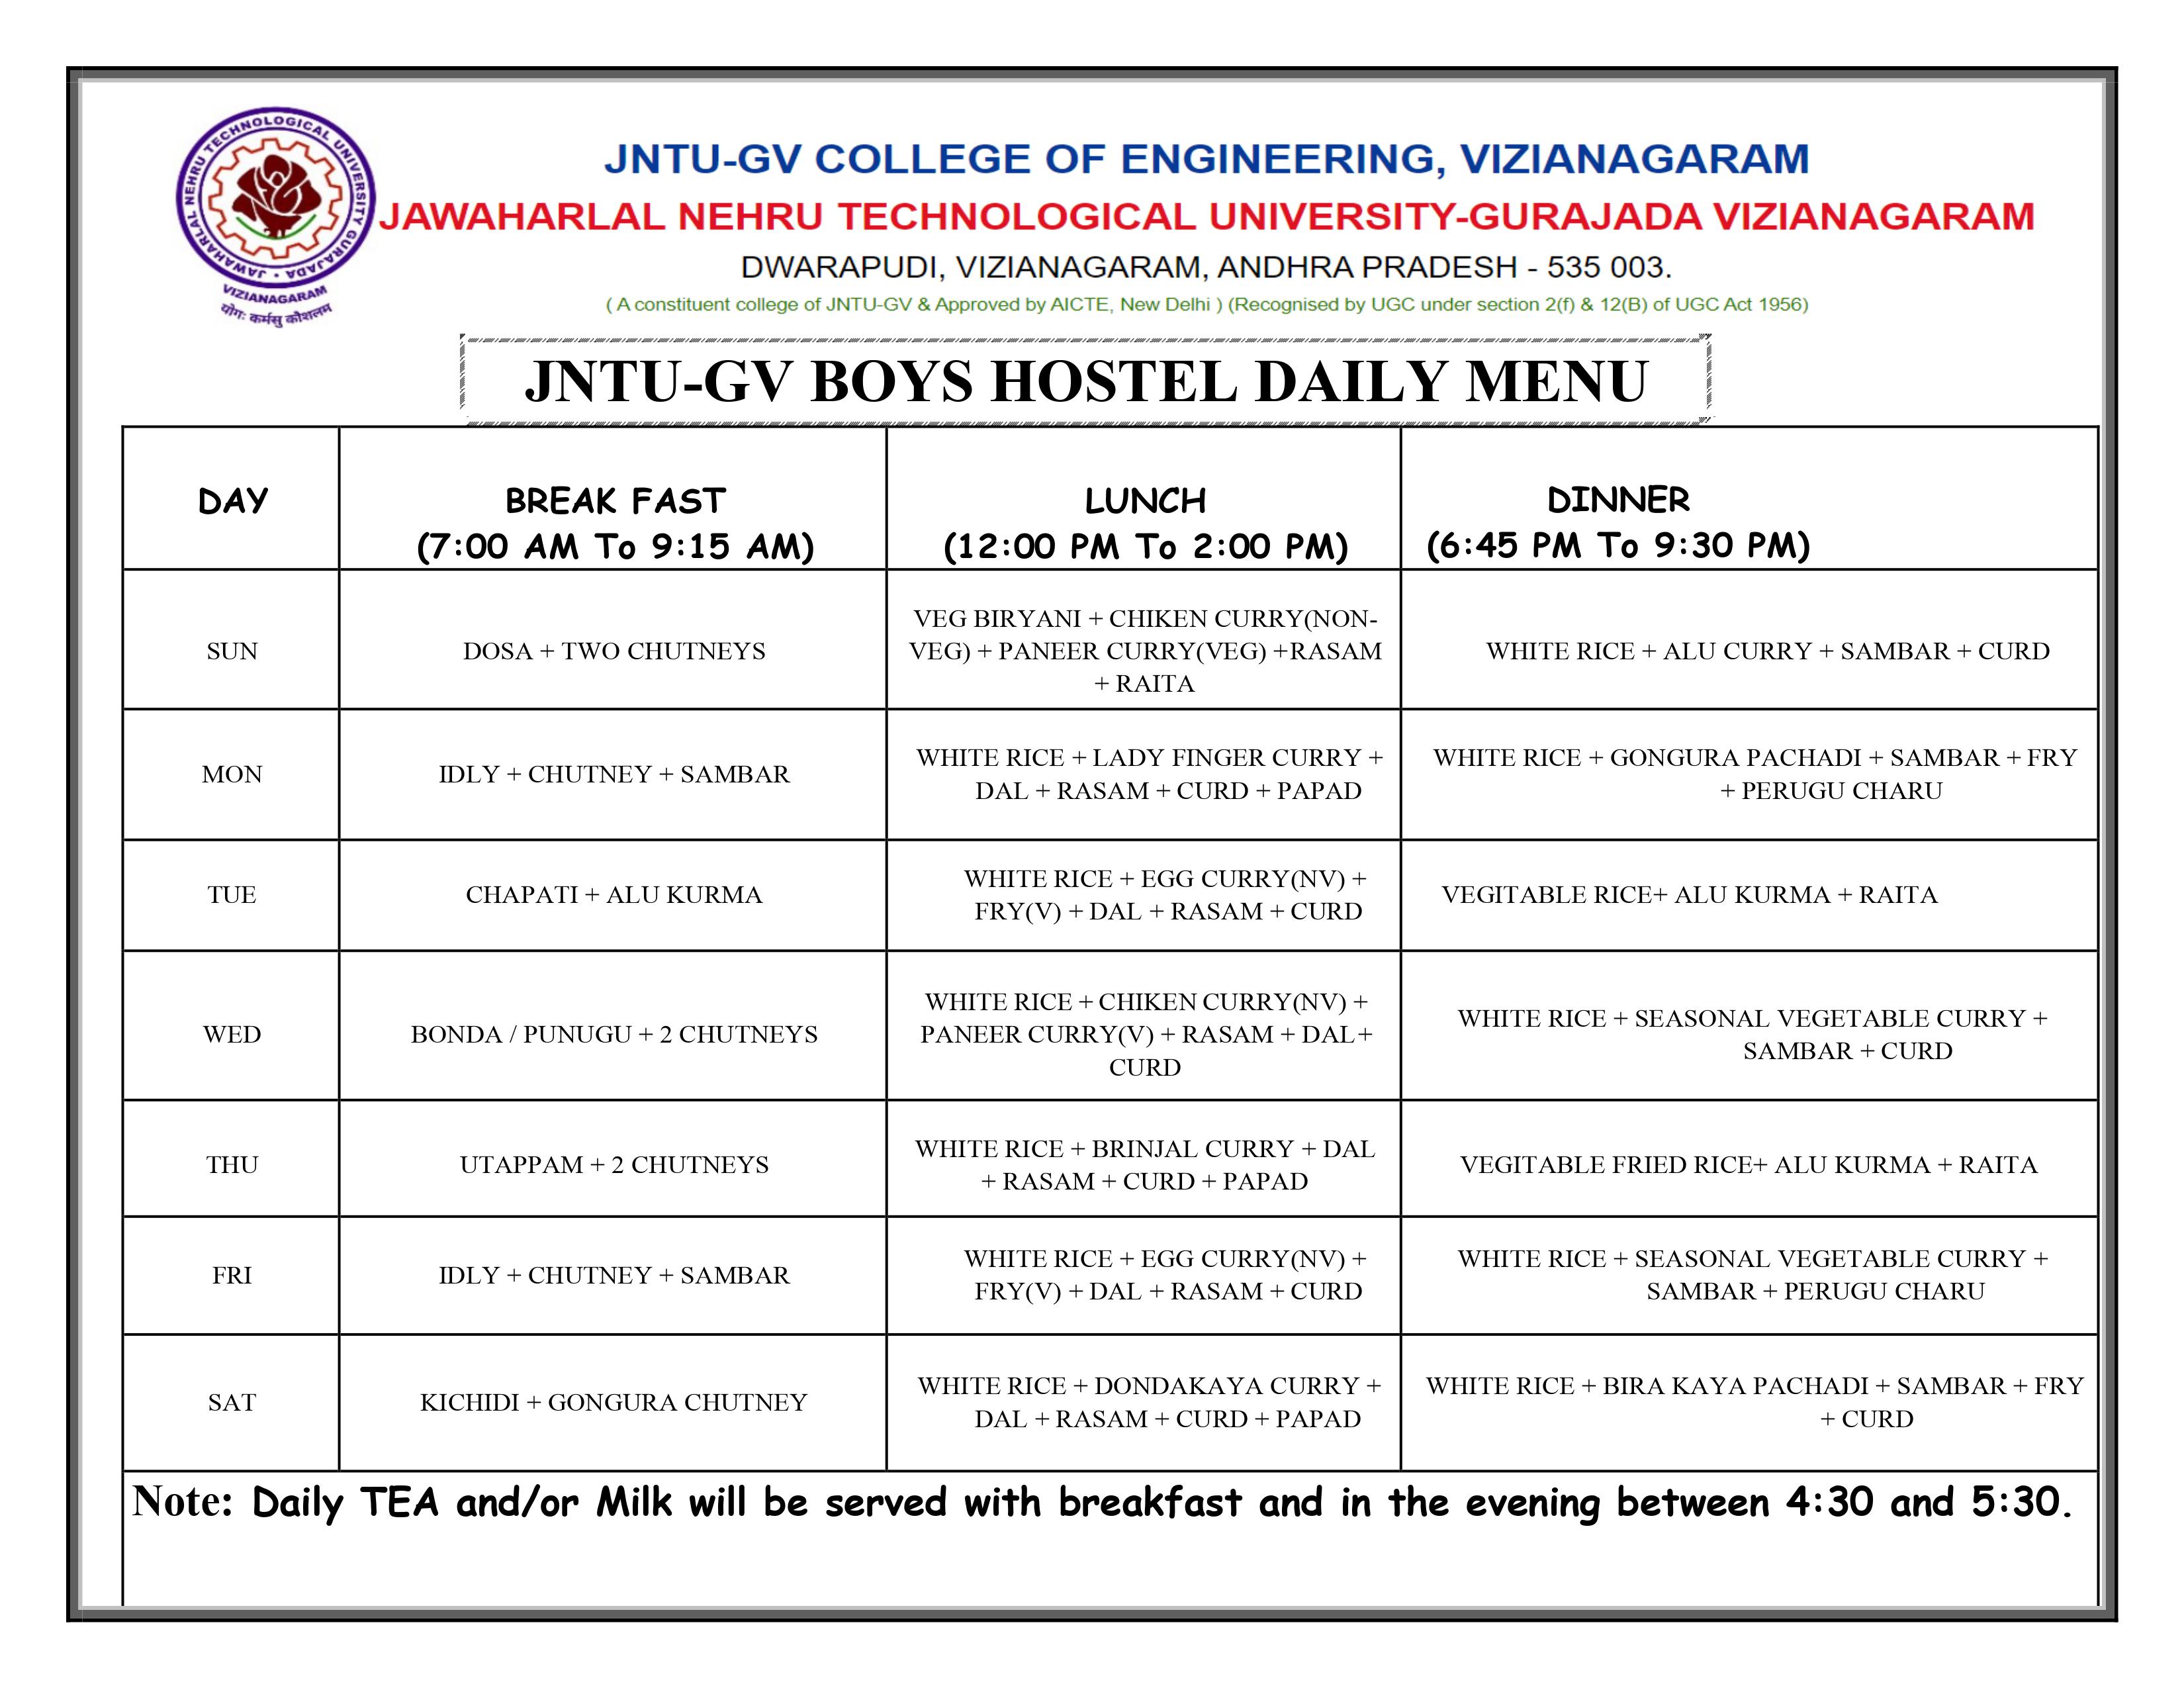 JAWAHARLAL NEHRU TECHNOLOGICAL UNIVERSITY GURAJADA
VIZIANAGARAM
योगः कर्मसु कौशलम
JNTU-GV COLLEGE OF ENGINEERING, VIZIANAGARAM
JAWAHARLAL NEHRU TECHNOLOGICAL UNIVERSITY-GURAJADA VIZIANAGARAM
DWARAPUDI, VIZIANAGARAM, ANDHRA PRADESH - 535 003.
( A constituent college of JNTU-GV & Approved by AICTE, New Delhi ) (Recognised by UGC under section 2(f) & 12(B) of UGC Act 1956)
JNTU-GV BOYS HOSTEL DAILY MENU
DAY
BREAK FAST
(7:00 AM To 9:15 AM)
LUNCH
(12:00 PM To 2:00 PM)
DINNER
(6:45 PM To 9:30 PM)
SUN
DOSA + TWO CHUTNEYS
VEG BIRYANI + CHIKEN CURRY(NON-
VEG) + PANEER CURRY(VEG) +RASAM
+ RAITA
WHITE RICE + ALU CURRY + SAMBAR + CURD
MON
IDLY + CHUTNEY + SAMBAR
WHITE RICE + LADY FINGER CURRY +
DAL + RASAM + CURD + PAPAD
WHITE RICE + GONGURA PACHADI + SAMBAR + FRY
+ PERUGU CHARU
TUE
CHAPATI + ALU KURMA
WHITE RICE + EGG CURRY(NV) +
FRY(V) + DAL + RASAM + CURD
VEGITABLE RICE+ ALU KURMA + RAITA
WED
BONDA / PUNUGU + 2 CHUTNEYS
WHITE RICE + CHIKEN CURRY(NV) +
PANEER CURRY(V) + RASAM + DAL+
CURD
WHITE RICE + SEASONAL VEGETABLE CURRY +
SAMBAR + CURD
THU
UTAPPAM + 2 CHUTNEYS
WHITE RICE + BRINJAL CURRY + DAL
+ RASAM + CURD + PAPAD
VEGITABLE FRIED RICE+ ALU KURMA + RAITA
FRI
IDLY + CHUTNEY + SAMBAR
WHITE RICE + EGG CURRY(NV) +
FRY(V) + DAL + RASAM + CURD
WHITE RICE + SEASONAL VEGETABLE CURRY +
SAMBAR + PERUGU CHARU
SAT
KICHIDI + GONGURA CHUTNEY
WHITE RICE + DONDAKAYA CURRY +
DAL + RASAM + CURD + PAPAD
WHITE RICE + BIRA KAYA PACHADI + SAMBAR + FRY
+ CURD
Note: Daily TEA and/or Milk will be served with breakfast and in the evening between 4:30 and 5:30.